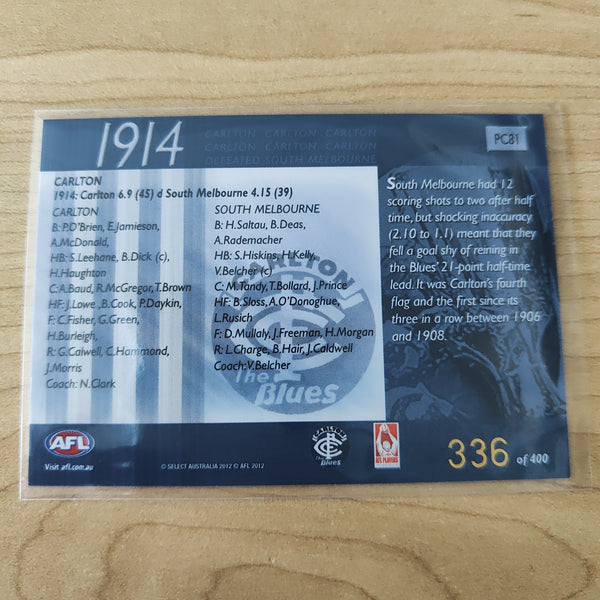 1914
CARLTON CARLTON CARLTON
CARLTON CARLTON CARLTON
DEFEATED SOUTH MELBOURNE
PC81
CARLTON
1914: Carlton 6.9 (45) d South Melbourne 4.15 (39)
CARLTON
B: P.O'Brien, E.Jamieson,
A.McDonald,
HB: S.Leehane, B.Dick (c),
H.Haughton
C:A.Baud, R.McGregor,T.Brown
HF: J.Lowe ,B.Cook, P.Daykin,
F: C.Fisher, G.Green,
H.Burleigh,
R: G.Calwell, C.Hammond,
J.Morris
Coach: N.Clark
SOUTH MELBOURNE
B: H.Saltau, B.Deas,
A.Rademacher
HB: S.Hiskins, H.Kelly,
V.Belcher (c)
C: M.Tandy, T.Bollard, J.Prince
HF: B.Sloss, A.O'Donoghue,
L.Rusich
F: D.Mullaly, J.Freeman, H.Morgan
R: L.Charge, B.Hair, J.Caldwell
Coach:V.Belcher
CARLTON
The Blues
South Melbourne had 12
scoring shots to two after half
time, but shocking inaccuracy
(2.10 to 1.1) meant that they
fell a goal shy of reining in
the Blues' 21-point half-time
lead. It was Carlton's fourth
flag and the first since its
three in a row between 1906
and 1908.
AFL
Visit afl.com.au
© SELECT AUSTRALIA 2012 © AFL 2012
CARLTON
The Blues
AFL PLAYERS
336 of 400